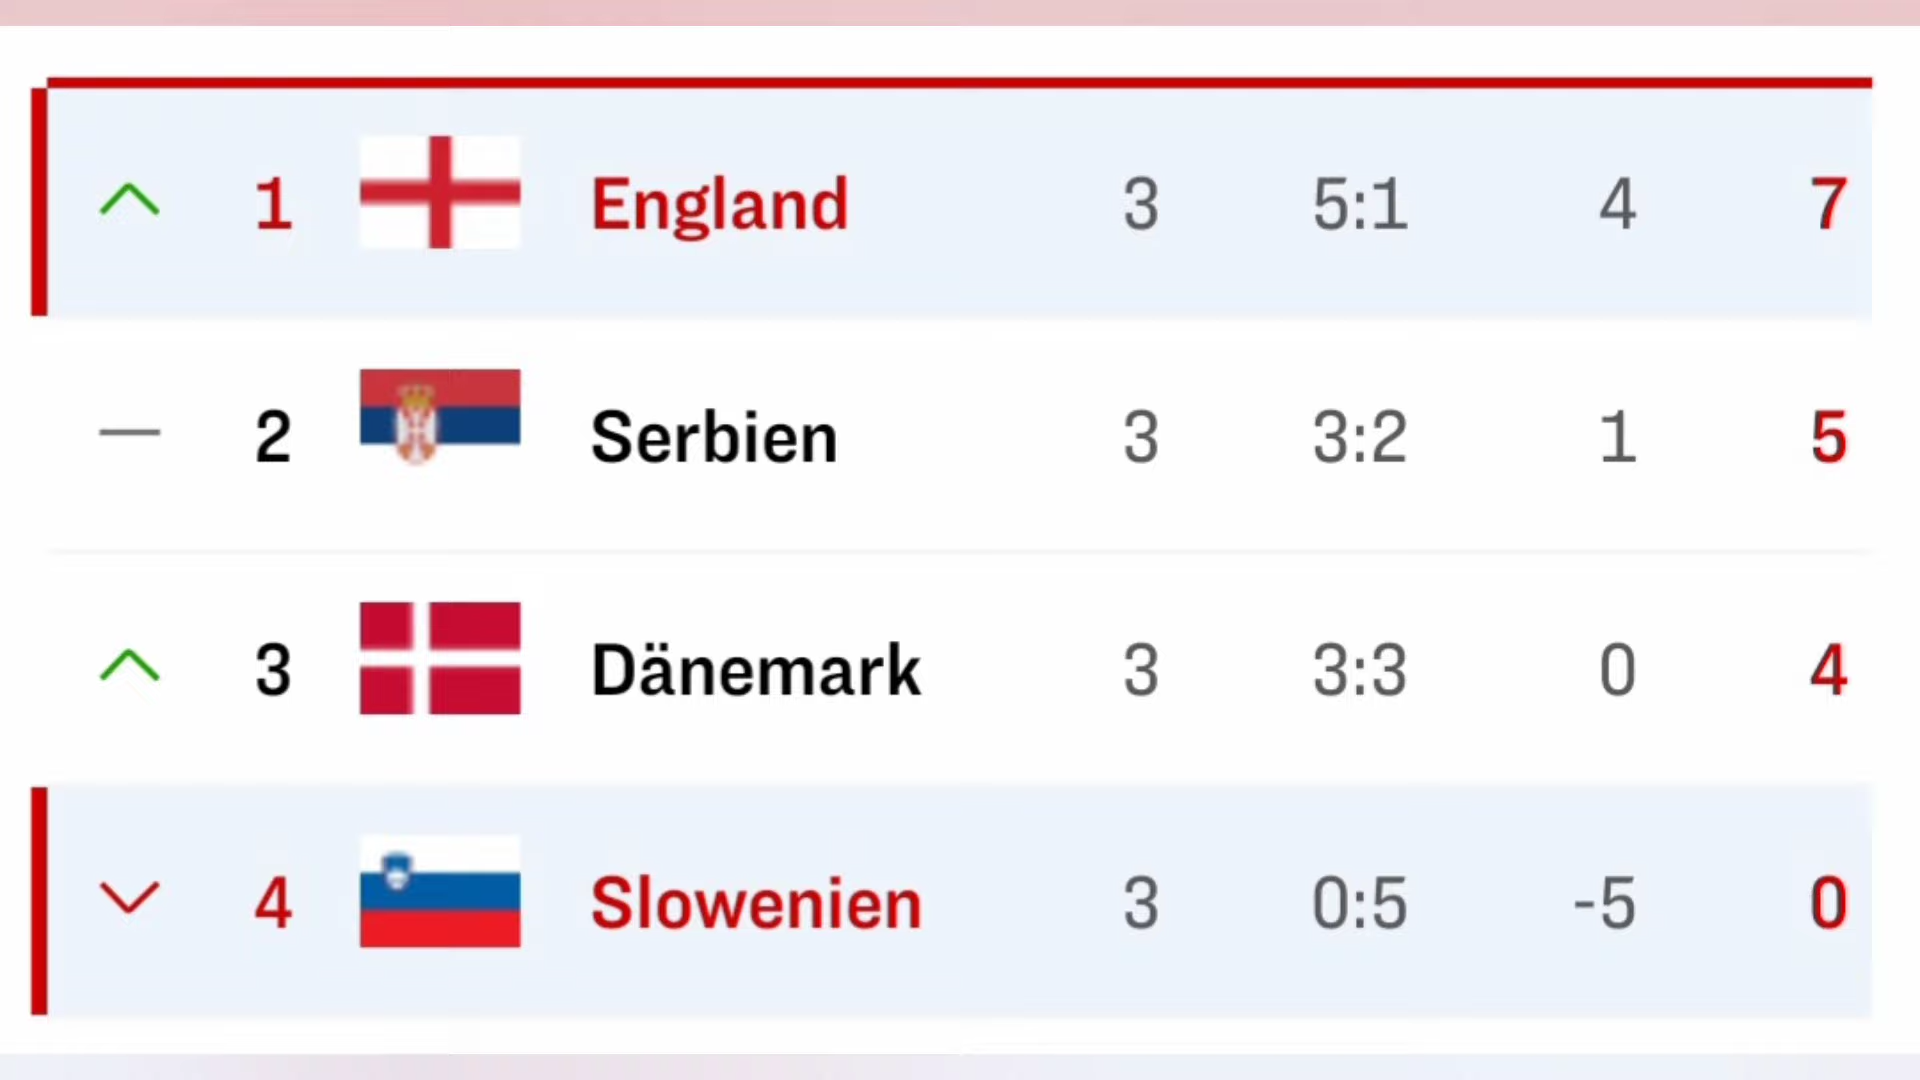 1 England 3 5:1 4 7
2 Serbien 3 3:2 1 5
3 Dänemark 3 3:3 0 4
4 Slowenien 3 0:5 -5 0